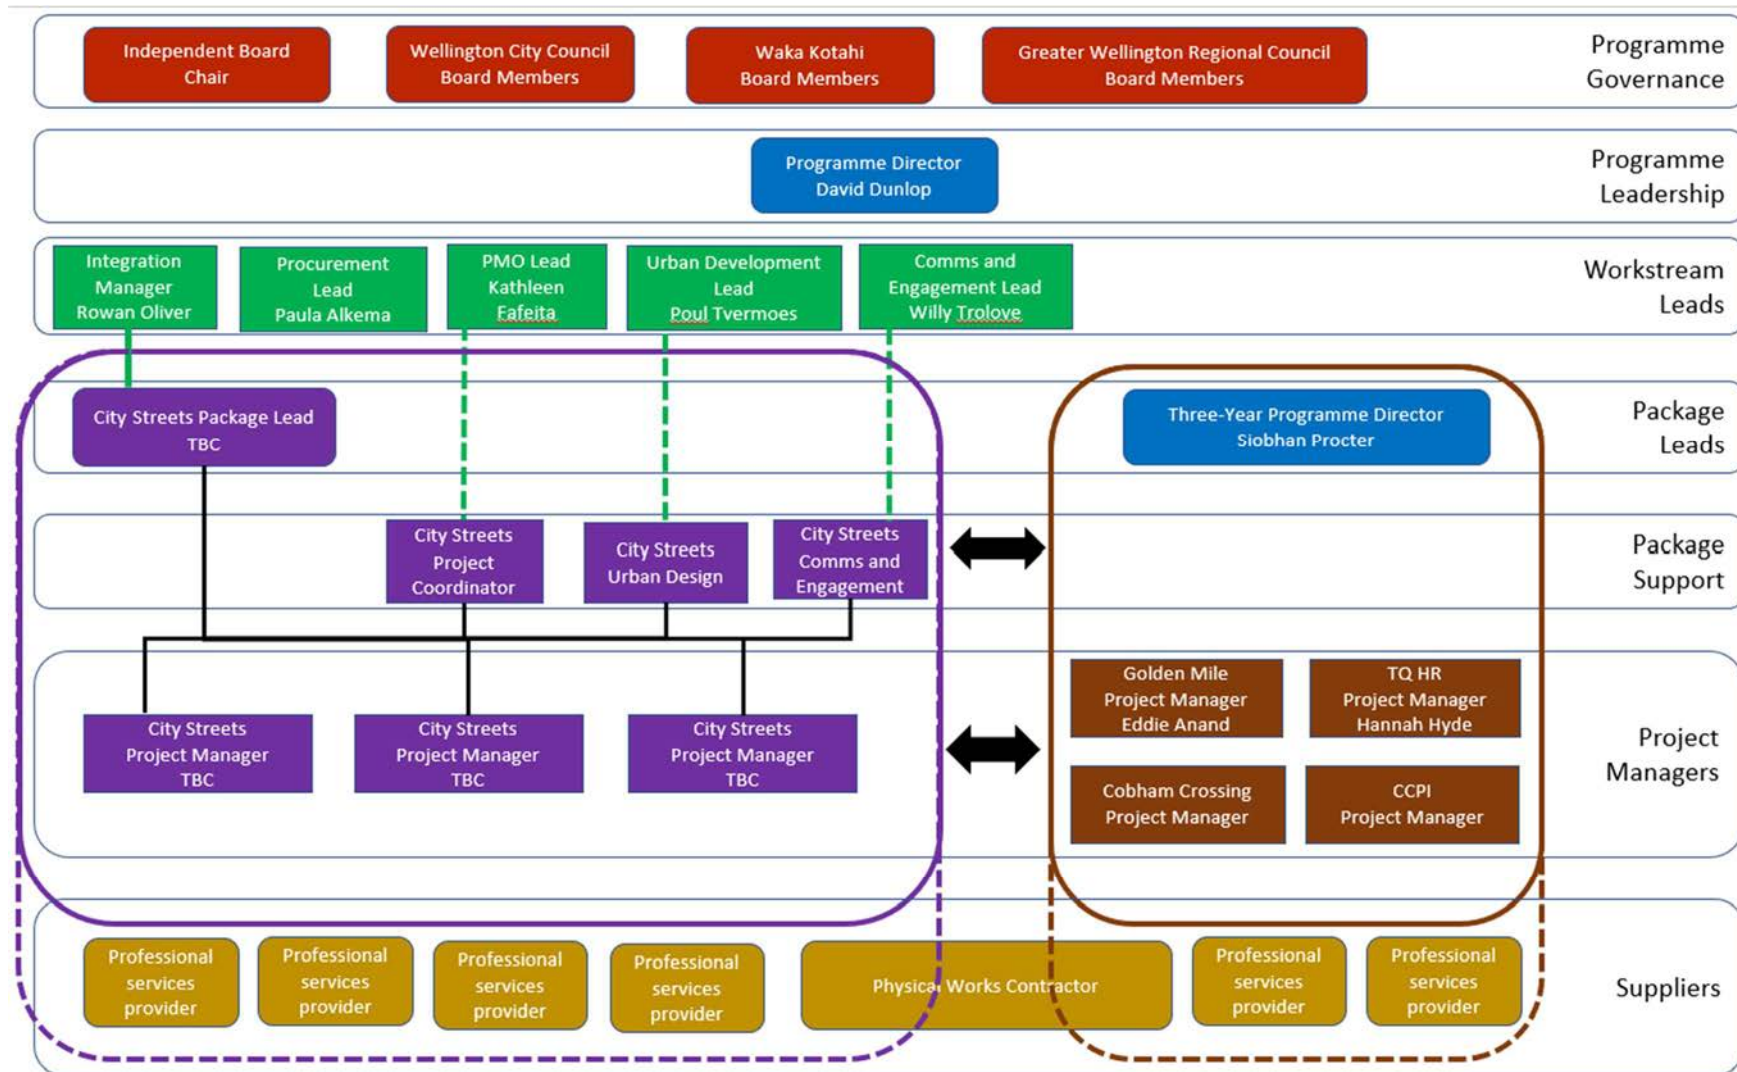 Independent Board
Chair
Wellington City Council
Board Members
Waka Kotahi
Board Members
Greater Wellington Regional Council
Board Members
Programme
Governance
Programme Director
David Dunlop
Programme
Leadership
Integration
Manager
Rowan Oliver
Procurement
Lead
Paula Alkema
PMO Lead
Kathleen
Fafeita
Urban Development
Lead
Poul Tvermoes
Comms and
Engagement Lead
Willy Trolove
Workstream
Leads
City Streets Package Lead
TBC
Three-Year Programme Director
Siobhan Procter
Package
Leads
City Streets
Project
Coordinator
City Streets
Urban Design
City Streets
Comms and
Engagement
Package
Support
City Streets
Project Manager
TBC
City Streets
Project Manager
TBC
City Streets
Project Manager
TBC
Golden Mile
Project Manager
Eddie Anand
TQ HR
Project Manager
Hannah Hyde
Cobham Crossing
Project Manager
CCPI
Project Manager
Project
Managers
Professional
services
provider
Professional
services
provider
Professional
services
provider
Professional
services
provider
Physical Works Contractor
Professional
services
provider
Professional
services
provider
Suppliers